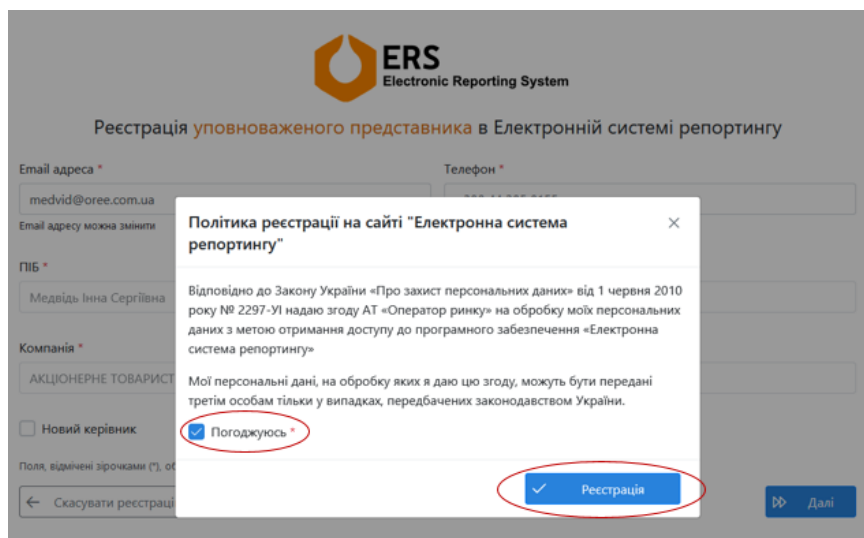 ERS
Electronic Reporting System
Реєстрація уповноваженого представника в Електронній системі репортингу
Email адреса *
Телефон *
medvid@oree.com.ua
Email адресу можна змінити
Політика реєстрації на сайті "Електронна система
репортингу"
ПІБ *
Медвідь Інна Сергіївна
Відповідно до Закону України «Про захист персональних даних» від 1 червня 2010
року № 2297-УІ надаю згоду АТ «Оператор ринку» на обробку моїх персональних
даних з метою отримання доступу до програмного забезпечення «Електронна
система репортингу»
Компанія *
АКЦІОНЕРНЕ ТОВАРИСТ
Мої персональні дані, на обробку яких я даю цю згоду, можуть бути передані
третім особам тільки у випадках, передбачених законодавством України.
Новий керівник
Погоджуюсь *
Поля, відмічені зірочками (*), об
Скасувати реєстраці
Реєстрація
Далі